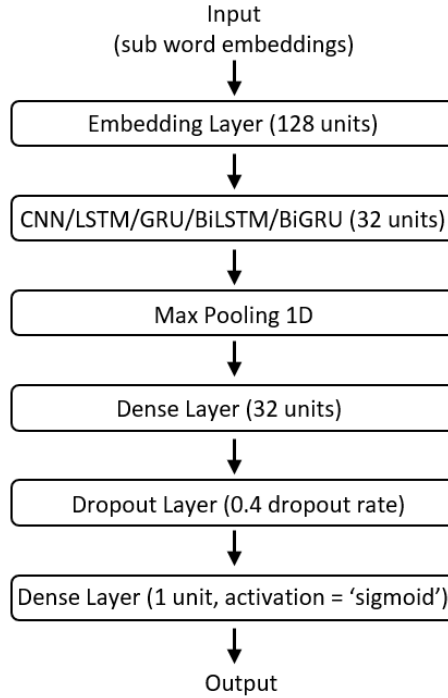 Input
(sub word embeddings)
Embedding Layer (128 units)
CNN/LSTM/GRU/BiLSTM/BiGRU (32 units)
Max Pooling 1D
Dense Layer (32 units)
Dropout Layer (0.4 dropout rate)
Dense Layer (1 unit, activation = ‘sigmoid’)
Output